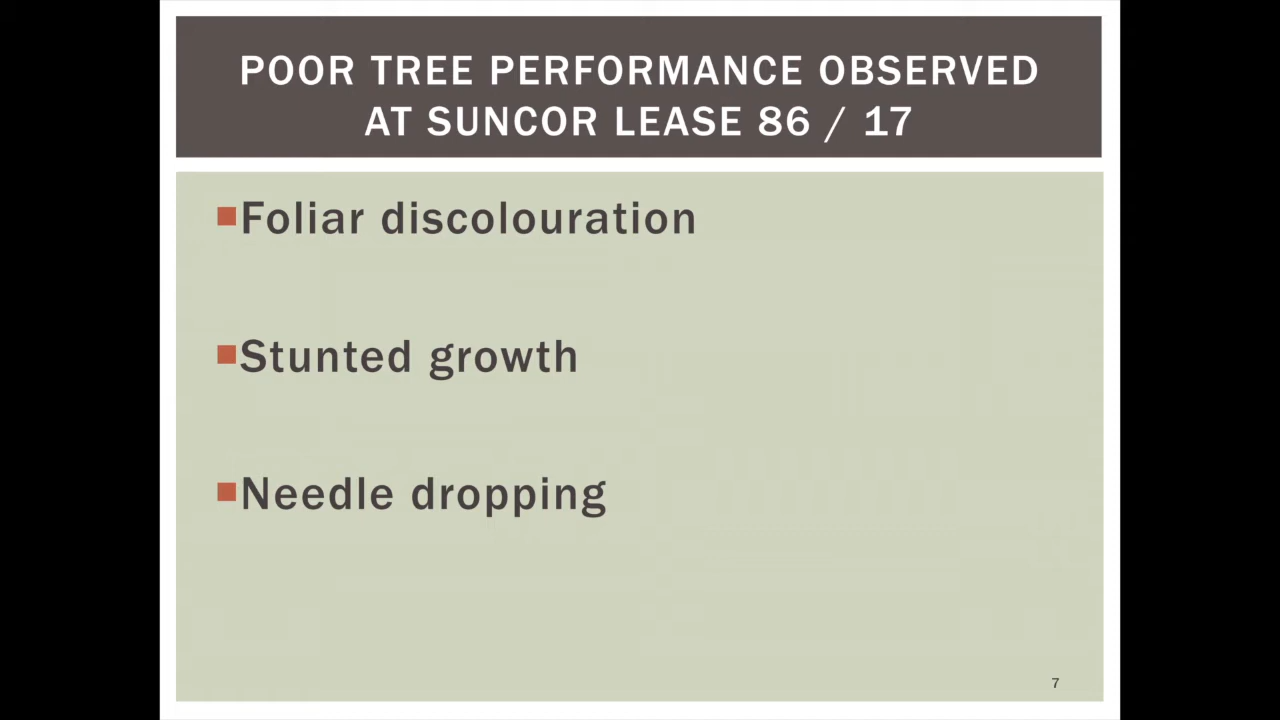 POOR TREE PERFORMANCE OBSERVED
AT SUNCOR LEASE 86 / 17
Foliar discolouration
Stunted growth
Needle dropping
7